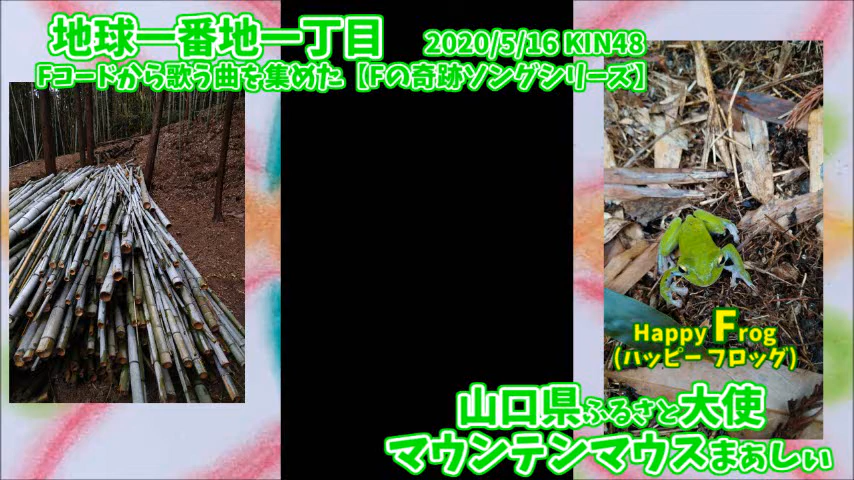 地球一番地一丁目 2020/5/16 KIN48
Fコードから歌う曲を集めた【Fの奇跡ソングシリーズ】
Happy Frog
(ハッピー フロッグ)
山口県ふるさと大使
マウンテンマウスまぁしぃ